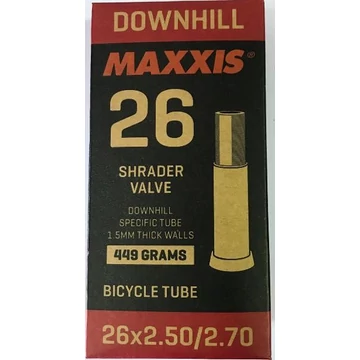 DOWNHILL
MAXXIS®
26
SHRADER
VALVE
DOWNHILL
SPECIFIC TUBE
1.5MM THICK WALLS
449 GRAMS
BICYCLE TUBE
26x2.50/2.70